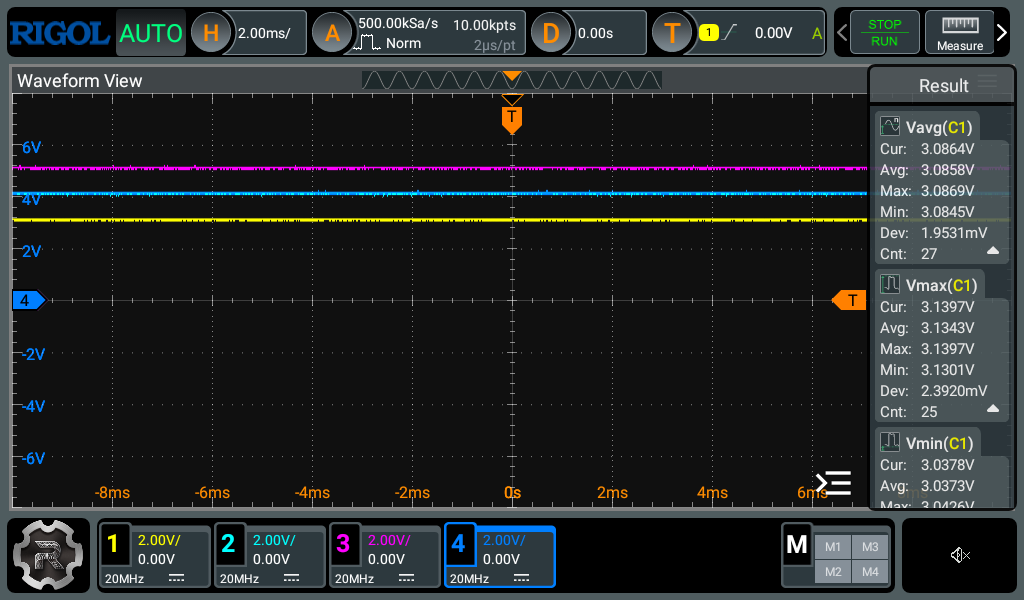 RIGOL AUTO H 2.00ms/ A 500.00kSa/s 10.00kpts D 0.00s T 1 0.00V A STOP
Norm 2µs/pt RUN Measure
Waveform View Result
T
6V
4V
2V
4 T
-2V
-4V
-6V
-8ms -6ms -4ms -2ms 0s 2ms 4ms 6ms
Vavg(C1)
Cur: 3.0864V
Avg: 3.0858V
Max: 3.0869V
Min: 3.0845V
Dev: 1.9531mV
Cnt: 27
Vmax(C1)
Cur: 3.1397V
Avg: 3.1343V
Max: 3.1397V
Min: 3.1301V
Dev: 2.3920mV
Cnt: 25
Vmin(C1)
Cur: 3.0378V
Avg: 3.0373V
Max: 3.0426V
R
1 2.00V/ 0.00V 20MHz
2 2.00V/ 0.00V 20MHz
3 2.00V/ 0.00V 20MHz
4 2.00V/ 0.00V 20MHz
M M1 M3
M2 M4